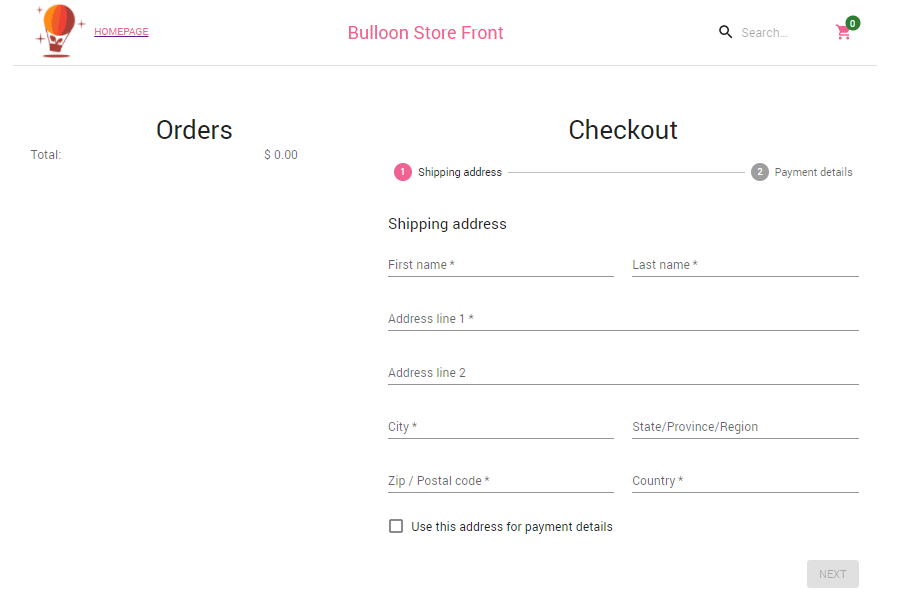 HOMEPAGE
Bulloon Store Front
Search...
0
Orders
Total:
$ 0.00
Checkout
1 Shipping address
2 Payment details
Shipping address
First name *
Last name *
Address line 1 *
Address line 2
City *
State/Province/Region
Zip / Postal code *
Country *
Use this address for payment details
NEXT